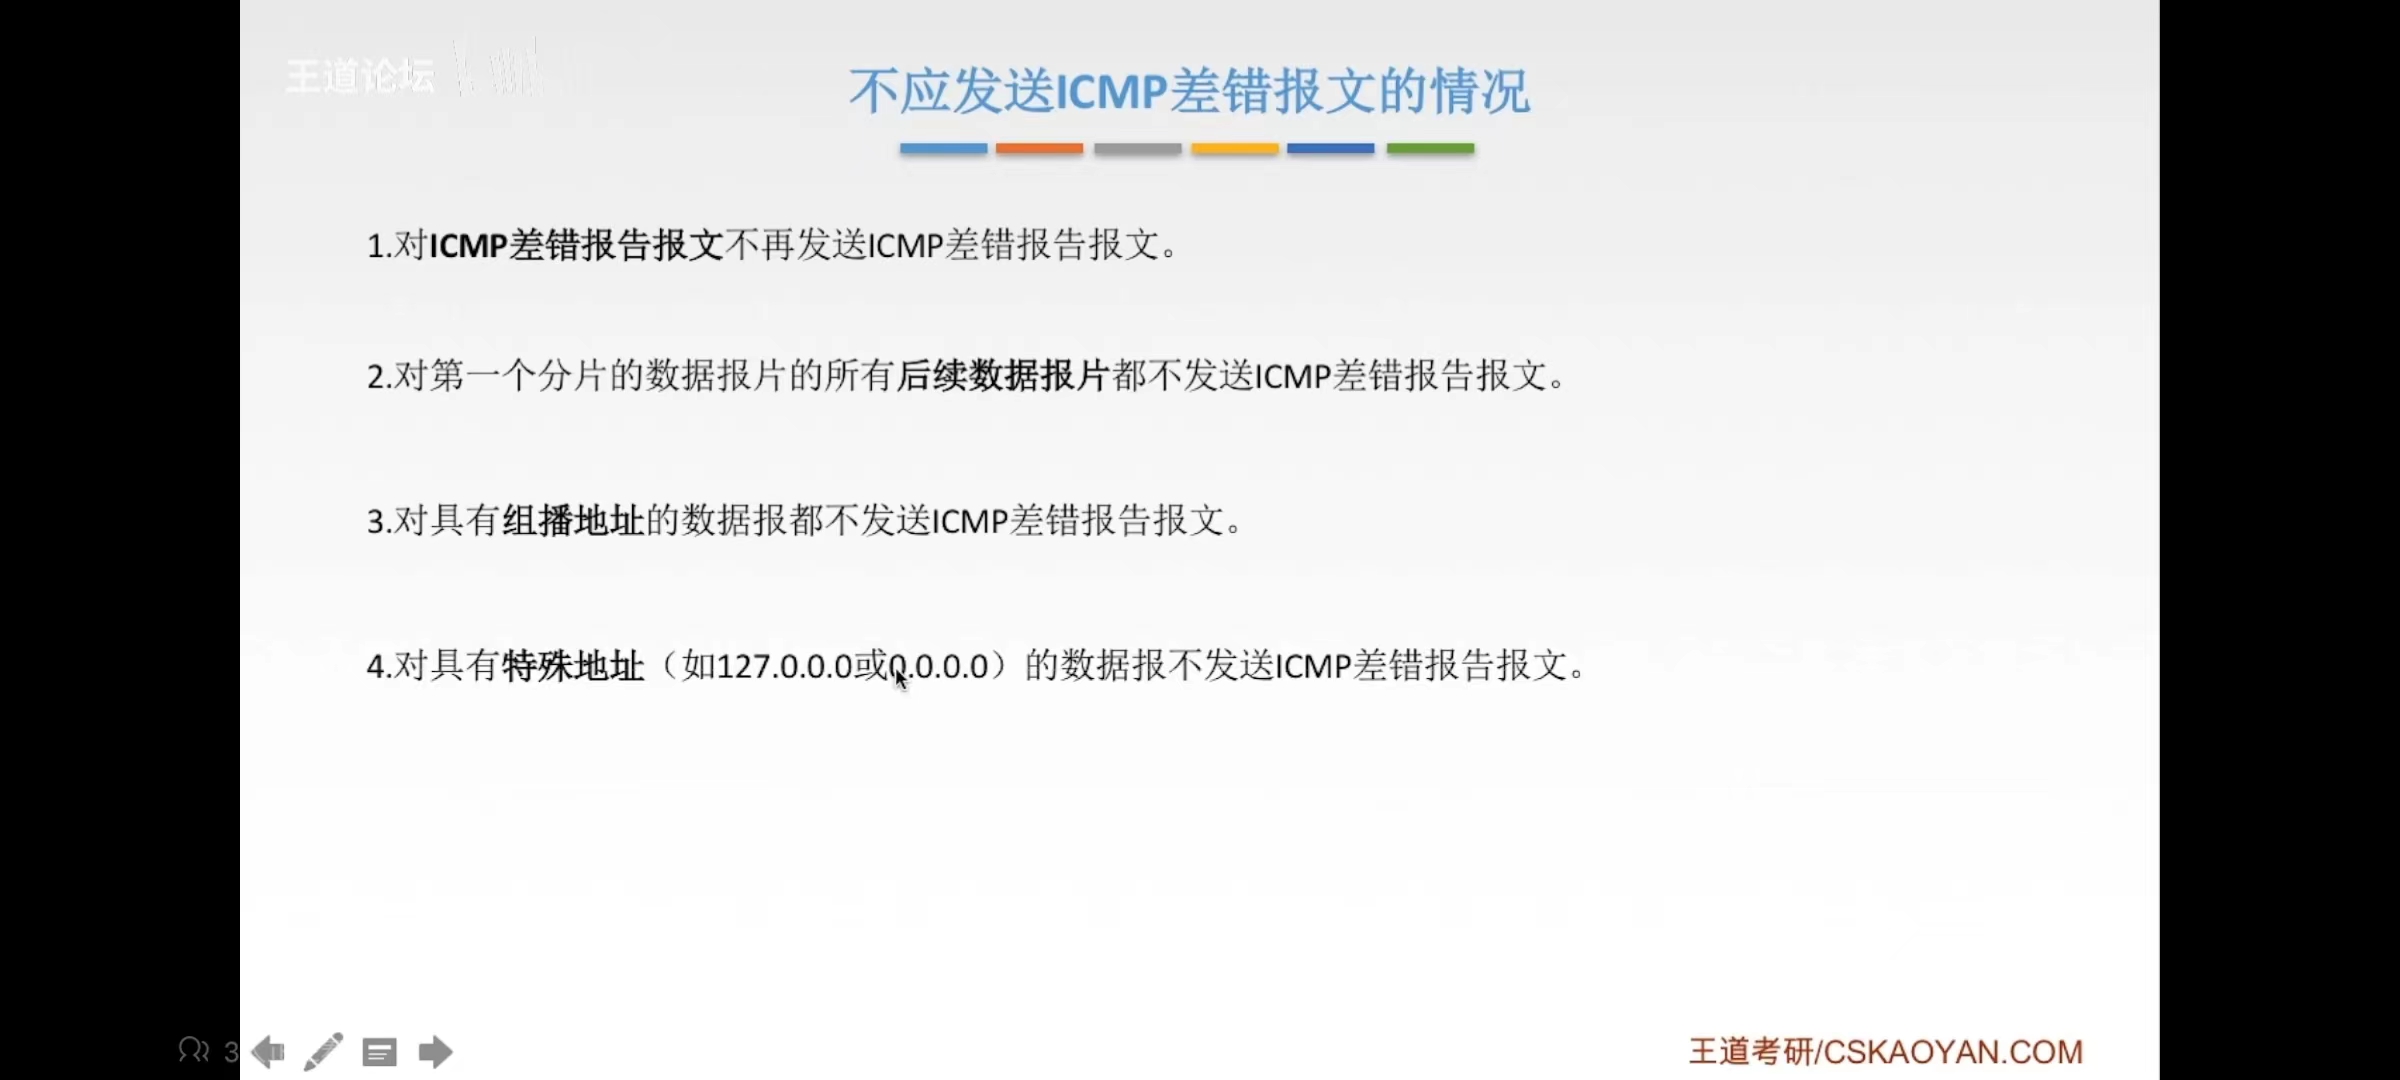 王道论坛
不应发送ICMP差错报文的情况
1.对ICMP差错报告报文不再发送ICMP差错报告报文。
2.对第一个分片的数据报片的所有后续数据报片都不发送ICMP差错报告报文。
3.对具有组播地址的数据报都不发送ICMP差错报告报文。
4.对具有特殊地址（如127.0.0.0或0.0.0.0）的数据报不发送ICMP差错报告报文。
3
王道考研/CSKAOYAN.COM